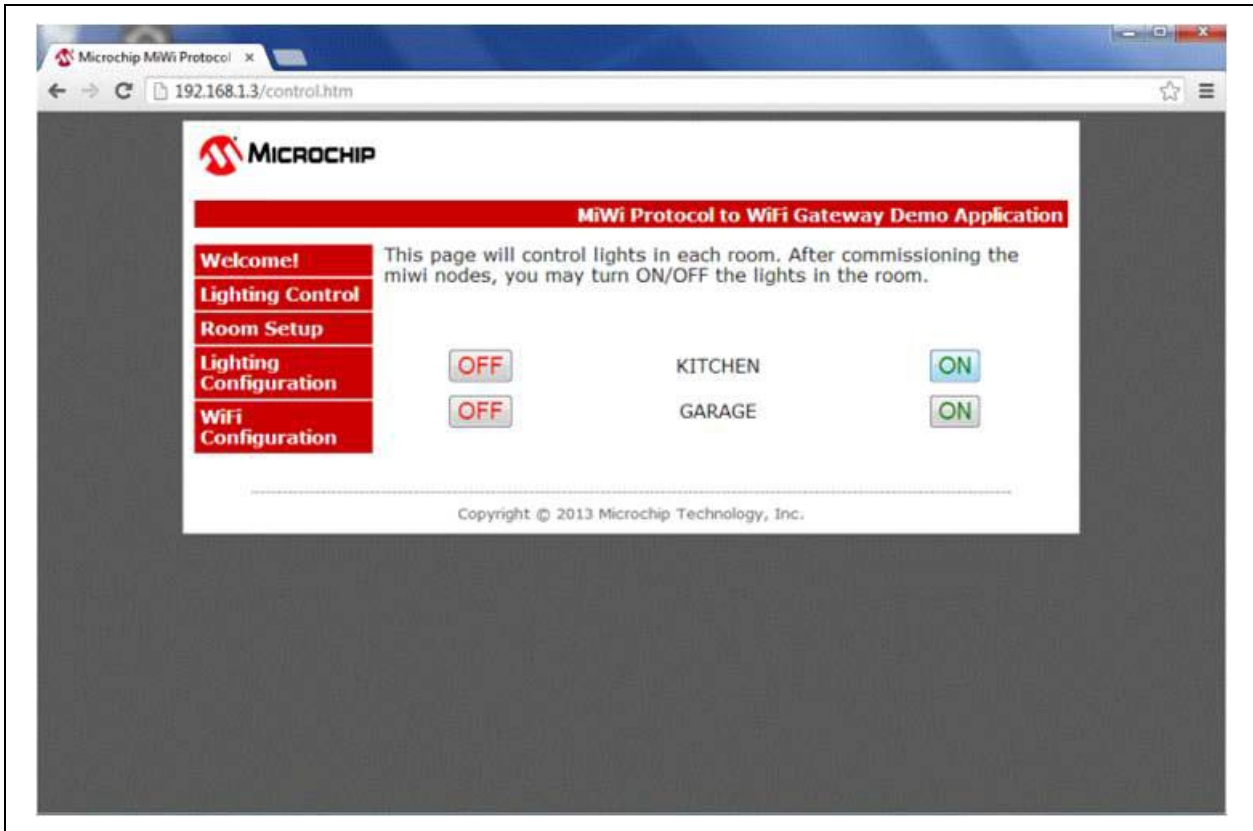 Microchip MiWi Protocol
192.168.1.3/control.htm
MICROCHIP
MiWi Protocol to WiFi Gateway Demo Application
Welcome!
Lighting Control
Room Setup
Lighting
Configuration
WiFi
Configuration
This page will control lights in each room. After commissioning the
miwi nodes, you may turn ON/OFF the lights in the room.
OFF KITCHEN ON
OFF GARAGE ON
Copyright © 2013 Microchip Technology, Inc.